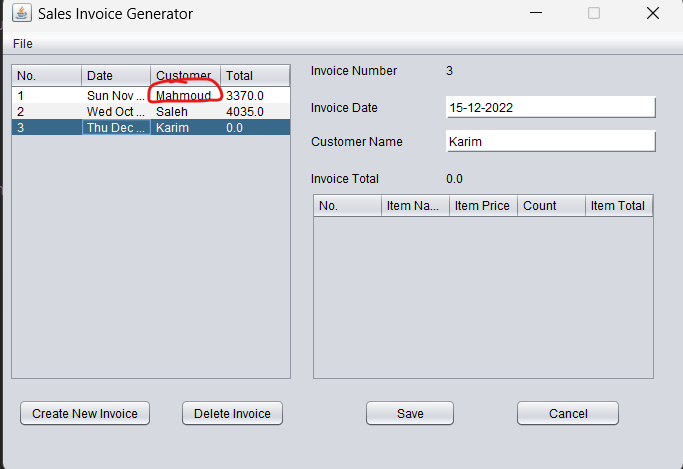 Sales Invoice Generator
File
No. Date Customer Total
1 Sun Nov ... Mahmoud 3370.0
2 Wed Oct ... Saleh 4035.0
3 Thu Dec ... Karim 0.0
Invoice Number 3
Invoice Date 15-12-2022
Customer Name Karim
Invoice Total 0.0
No. Item Na... Item Price Count Item Total
Create New Invoice Delete Invoice Save Cancel